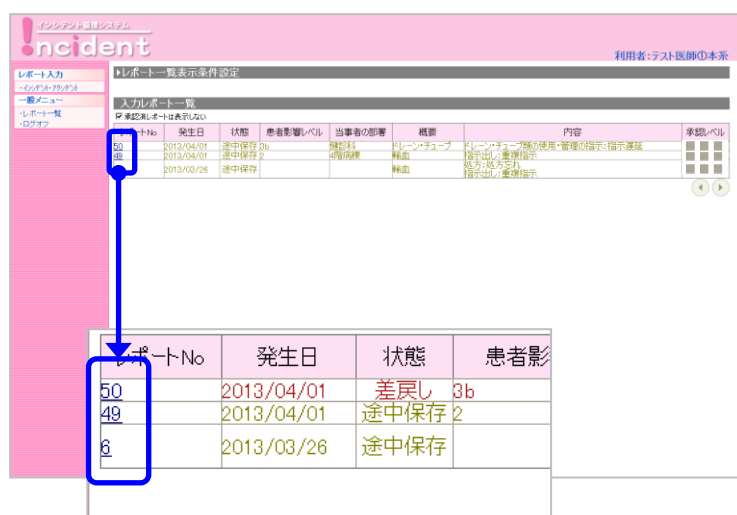 インシデント管理システム
Incident
利用者:テスト医師①本系
レポート入力
・インシデント・アクシデント
一般メニュー
・レポート一覧
・ログオフ
▶レポート一覧表示条件設定
入力レポート一覧
承認済レポートは表示しない
レポートNo 発生日 状態 患者影響レベル 当事者の部署 概要 内容 承認レベル
50 2013/04/01 途中保存 3b 健診科 ドレーン・チューブ ドレーン・チューブ類の使用・管理の指示:指示遅延
49 2013/04/01 途中保存 2 4階病棟 輸血 指示出し:重複指示
2013/03/26 途中保存 輸血 処方:処方忘れ
指示出し:重複指示
レポートNo 発生日 状態 患者影
50 2013/04/01 差戻し 3b
49 2013/04/01 途中保存 2
6 2013/03/26 途中保存